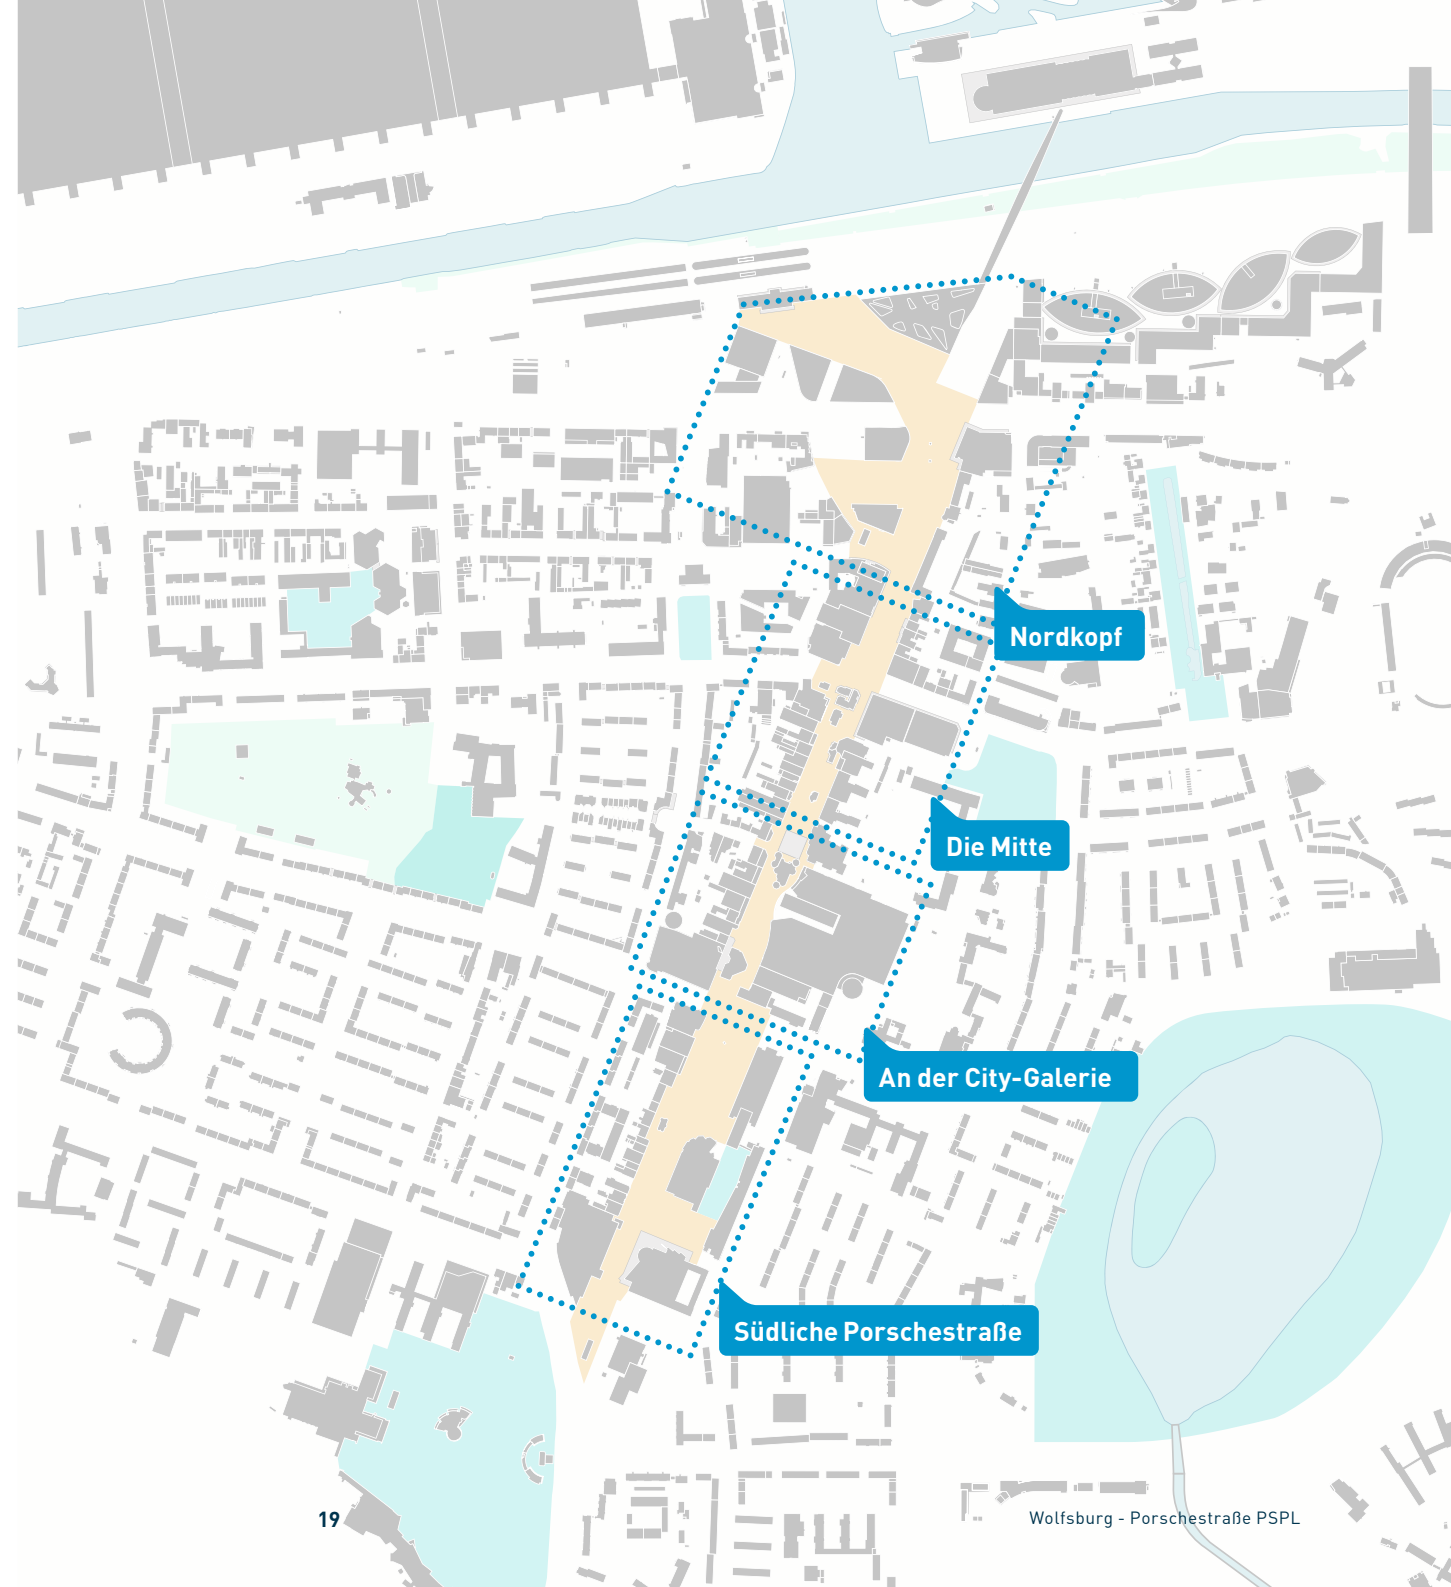 Nordkopf
Die Mitte
An der City-Galerie
Südliche Porschestraße
19
Wolfsburg - Porschestraße PSPL